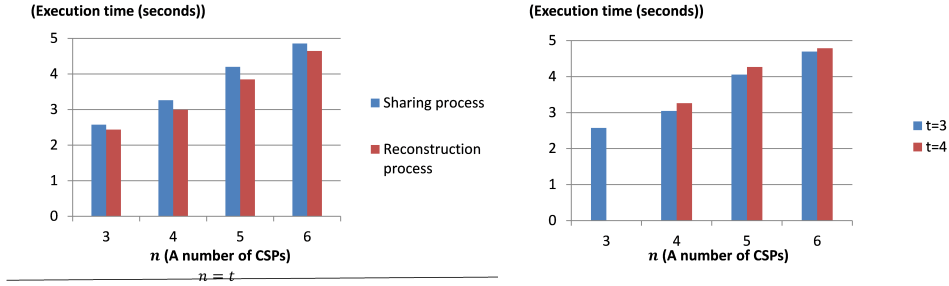 (Execution time (seconds))
5
4
3
2
1
0
3 4 5 6
n (A number of CSPs)
n = t
Sharing process
Reconstruction
process
(Execution time (seconds))
5
4
3
2
1
0
3 4 5 6
n (A number of CSPs)
t=3
t=4